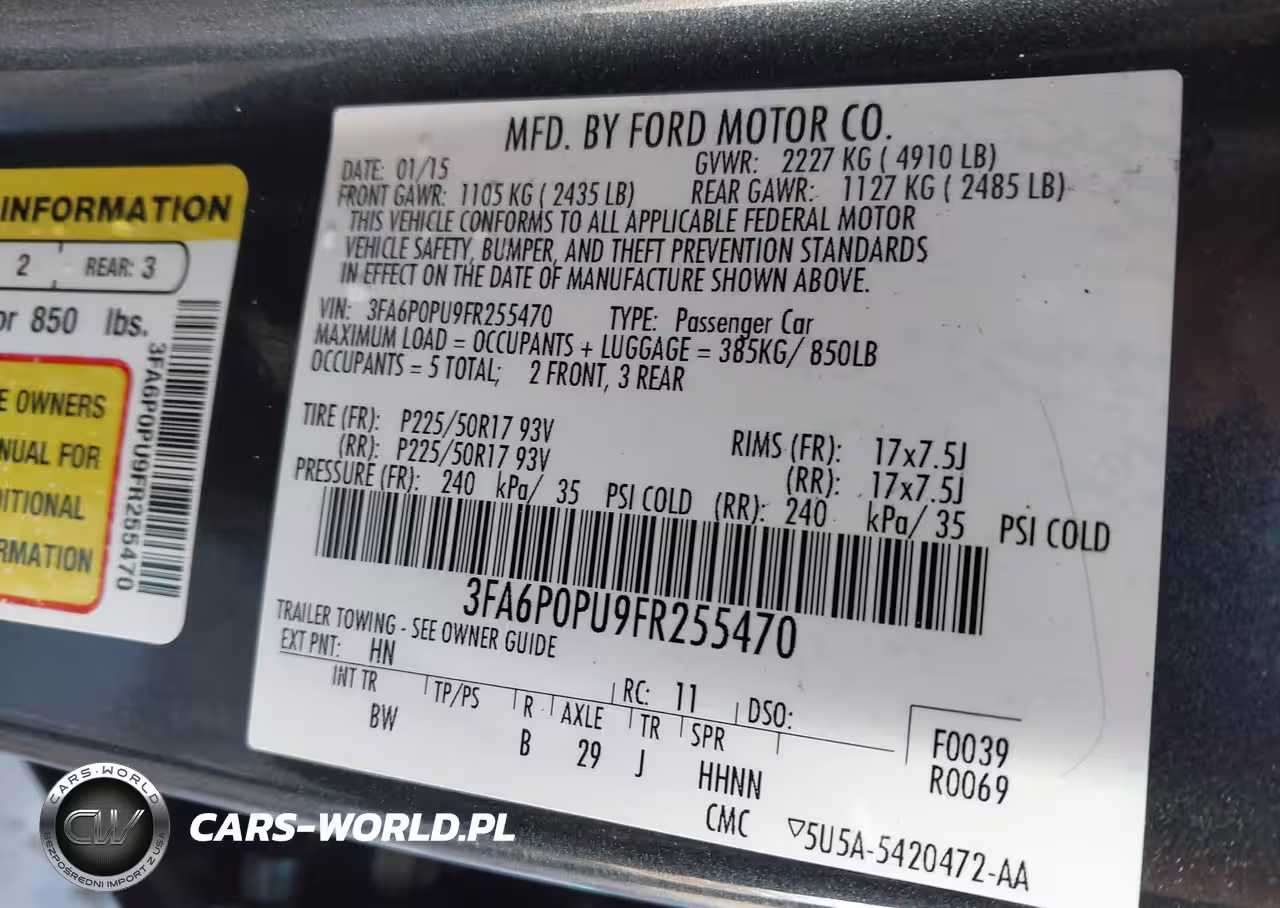 INFORMATION
2 REAR: 3
or 850 lbs.
E OWNERS
NUAL FOR
ITIONAL
RMATION
3FA6P0PU9FR255470
MFD. BY FORD MOTOR CO.
DATE: 01/15 GVWR: 2227 KG ( 4910 LB)
FRONT GAWR: 1105 KG ( 2435 LB) REAR GAWR: 1127 KG ( 2485 LB)
THIS VEHICLE CONFORMS TO ALL APPLICABLE FEDERAL MOTOR
VEHICLE SAFETY, BUMPER, AND THEFT PREVENTION STANDARDS
IN EFFECT ON THE DATE OF MANUFACTURE SHOWN ABOVE.
VIN: 3FA6P0PU9FR255470 TYPE: Passenger Car
MAXIMUM LOAD = OCCUPANTS + LUGGAGE = 385KG/ 850LB
OCCUPANTS = 5 TOTAL; 2 FRONT, 3 REAR
TIRE (FR): P225/50R17 93V RIMS (FR): 17x7.5J
(RR): P225/50R17 93V (RR): 17x7.5J
PRESSURE (FR): 240 kPa/ 35 PSI COLD (RR): 240 kPa/ 35 PSI COLD
3FA6P0PU9FR255470
TRAILER TOWING - SEE OWNER GUIDE
EXT PNT: HN RC: 11 DSO:
INT TR TP/PS R AXLE TR SPR
BW B 29 J HHNN
F0039
R0069
CMC ▽5U5A-5420472-AA
CARS-WORLD
CW
BEZPOŚREDNI IMPORT Z USA
CARS-WORLD.PL